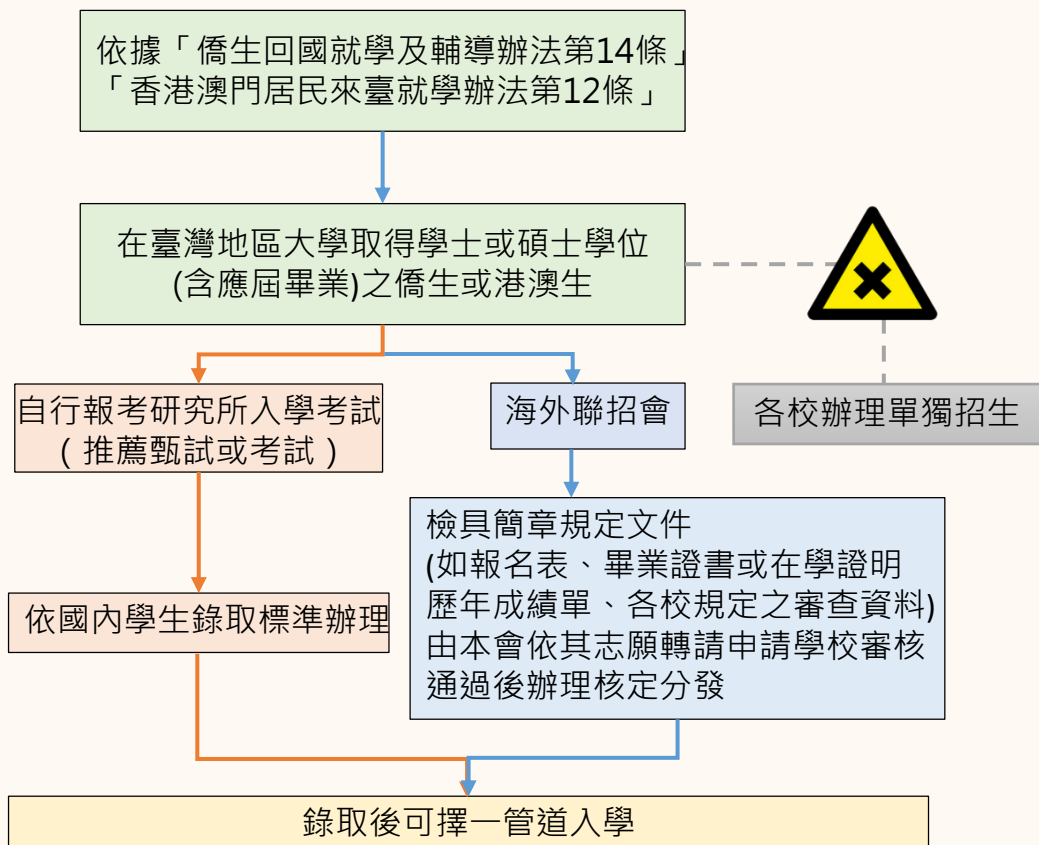 依據「僑生回國就學及輔導辦法第14條」
「香港澳門居民來臺就學辦法第12條」
在臺灣地區大學取得學士或碩士學位
(含應屆畢業)之僑生或港澳生
自行報考研究所入學考試
（推薦甄試或考試）
海外聯招會
各校辦理單獨招生
檢具簡章規定文件
(如報名表、畢業證書或在學證明
歷年成績單、各校規定之審查資料)
由本會依其志願轉請申請學校審核
通過後辦理核定分發
依國內學生錄取標準辦理
錄取後可擇一管道入學